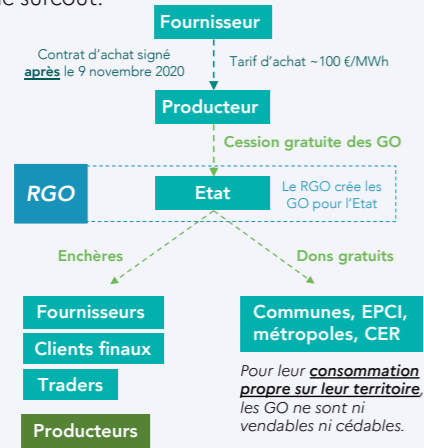 Fournisseur
Contrat d’achat signé
après le 9 novembre 2020
Tarif d’achat ~100 €/MWh
Producteur
Cession gratuite des GO
RGO
Etat
Le RGO crée les
GO pour l’Etat
Enchères
Dons gratuits
Fournisseurs
Clients finaux
Traders
Producteurs
Communes, EPCI,
métropoles, CER
Pour leur consommation
propre sur leur territoire,
les GO ne sont ni
vendables ni cédables.